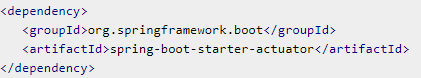 <dependency>
<groupId>org.springframework.boot</groupId>
<artifactId>spring-boot-starter-actuator</artifactId>
</dependency>